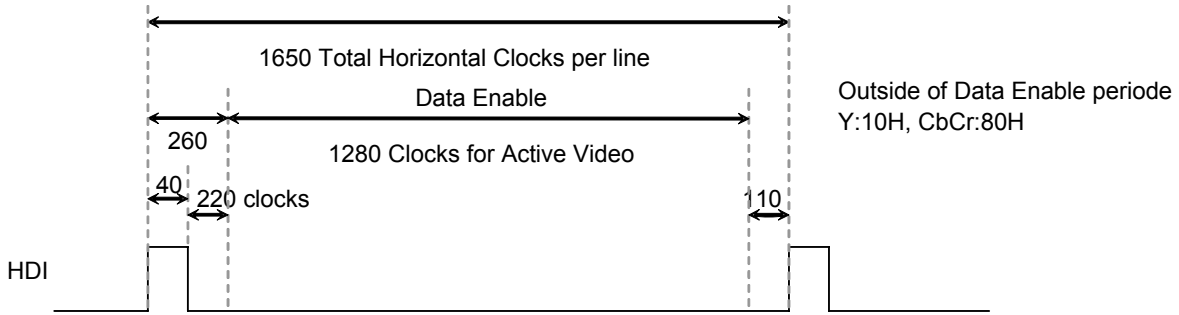 1650 Total Horizontal Clocks per line
Data Enable
Outside of Data Enable periode
Y:10H, CbCr:80H
260
1280 Clocks for Active Video
40
220 clocks
110
HDI